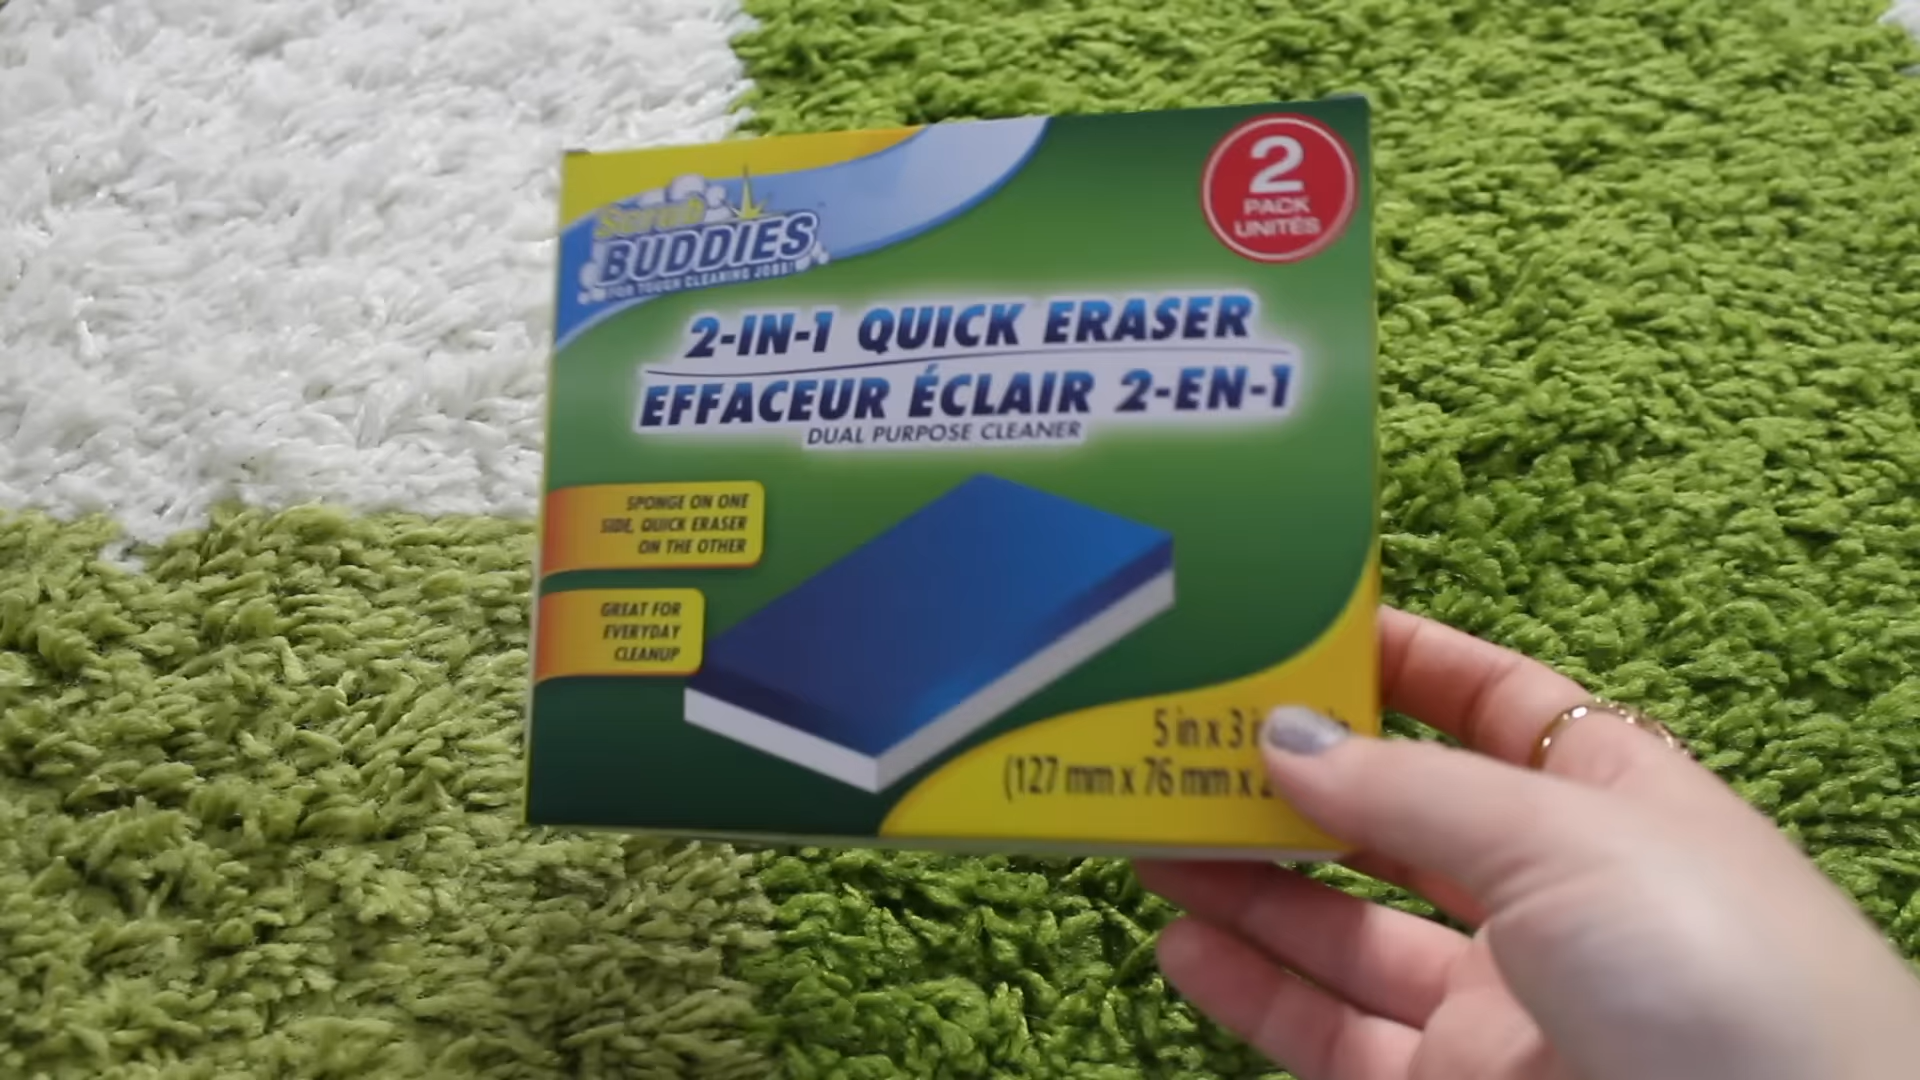 Scrub
BUDDIES
FOR TOUGH CLEANING JOBS!
2
PACK
UNITÉS
2-IN-1 QUICK ERASER
EFFACEUR ÉCLAIR 2-EN-1
DUAL PURPOSE CLEANER
SPONGE ON ONE
SIDE, QUICK ERASER
ON THE OTHER
GREAT FOR
EVERYDAY
CLEANUP
5 in x 3
(127 mm x 76 mm x